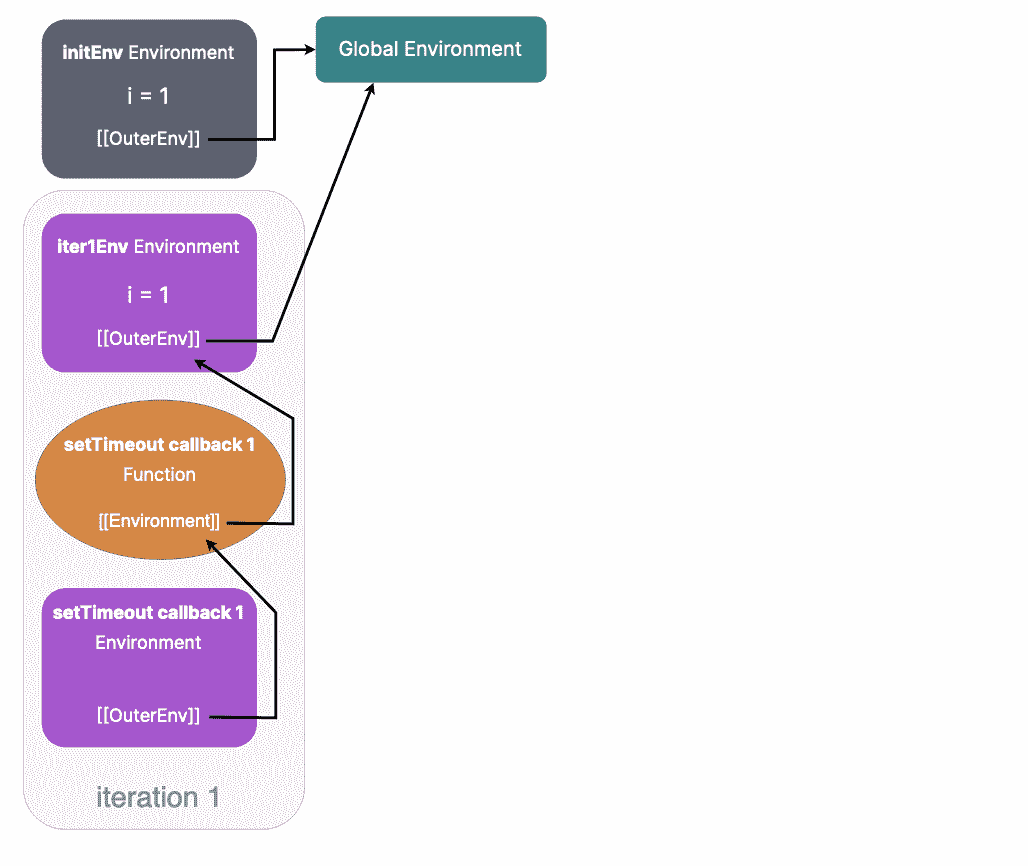 initEnv Environment
i = 1
[[OuterEnv]]
Global Environment
iter1Env Environment
i = 1
[[OuterEnv]]
setTimeout callback 1
Function
[[Environment]]
setTimeout callback 1
Environment
[[OuterEnv]]
iteration 1